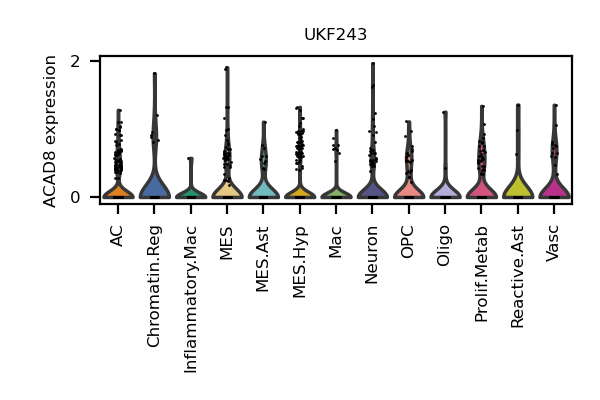 UKF243
ACAD8 expression
2
0
AC
Chromatin.Reg
Inflammatory.Mac
MES
MES.Ast
MES.Hyp
Mac
Neuron
OPC
Oligo
Prolif.Metab
Reactive.Ast
Vasc